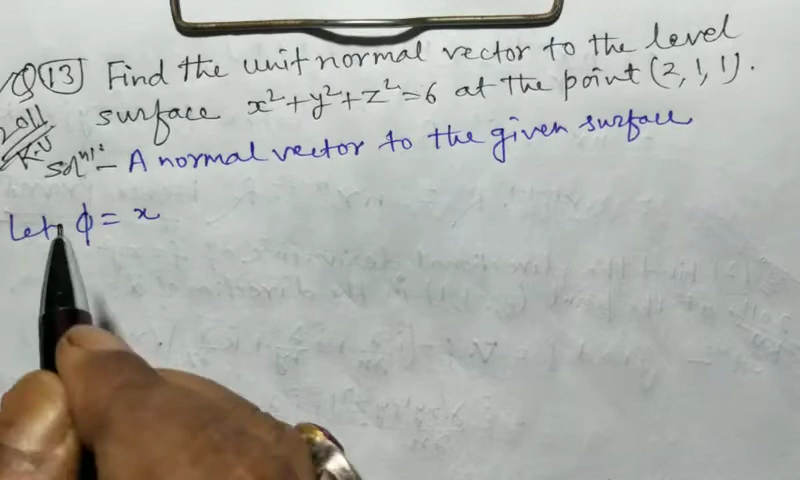 Q 13) Find the unit normal vector to the level
surface x²+y²+z²=6 at the point (2,1,1).
2011
R.U
Solⁿ:- A normal vector to the given surface
Let ϕ = x